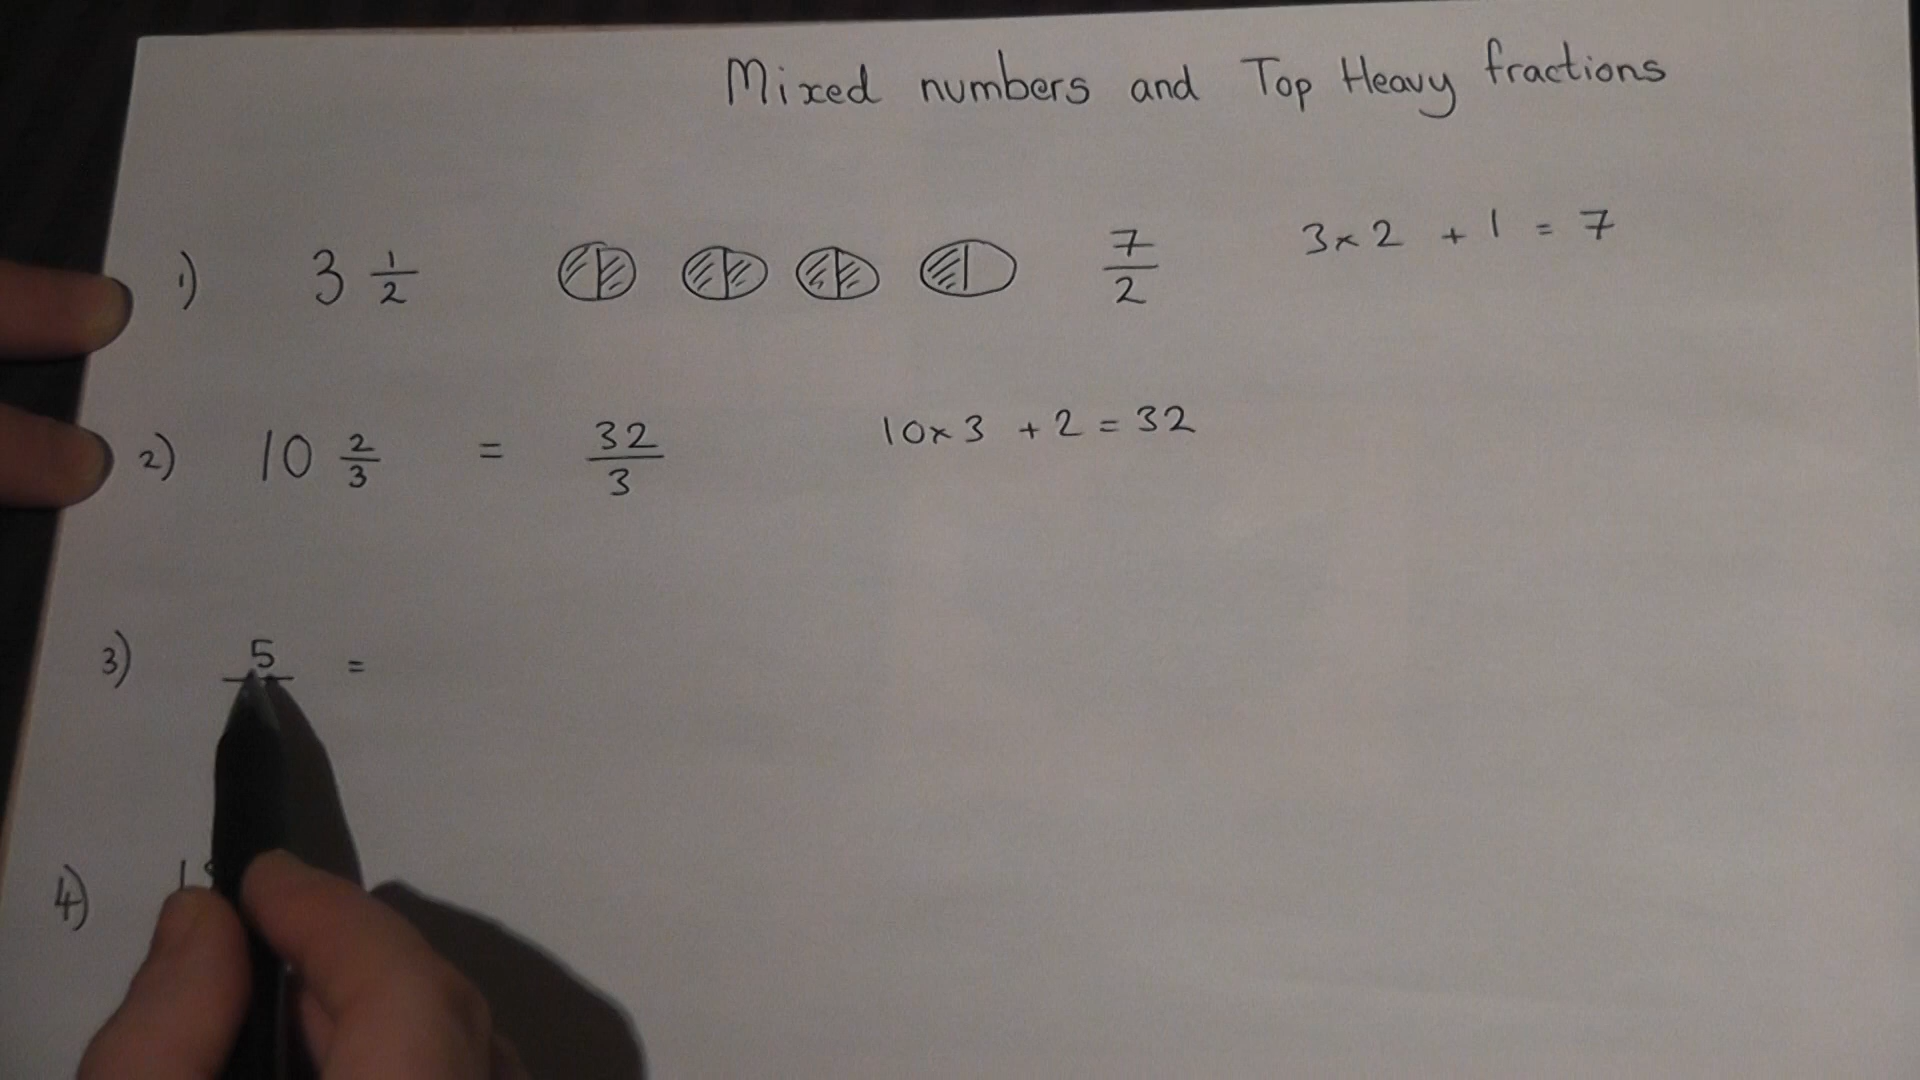 Mixed numbers and Top Heavy fractions
1) 3 1/2 7/2 3 x 2 + 1 = 7
2) 10 2/3 = 32/3 10 x 3 + 2 = 32
3) 5 =
4)